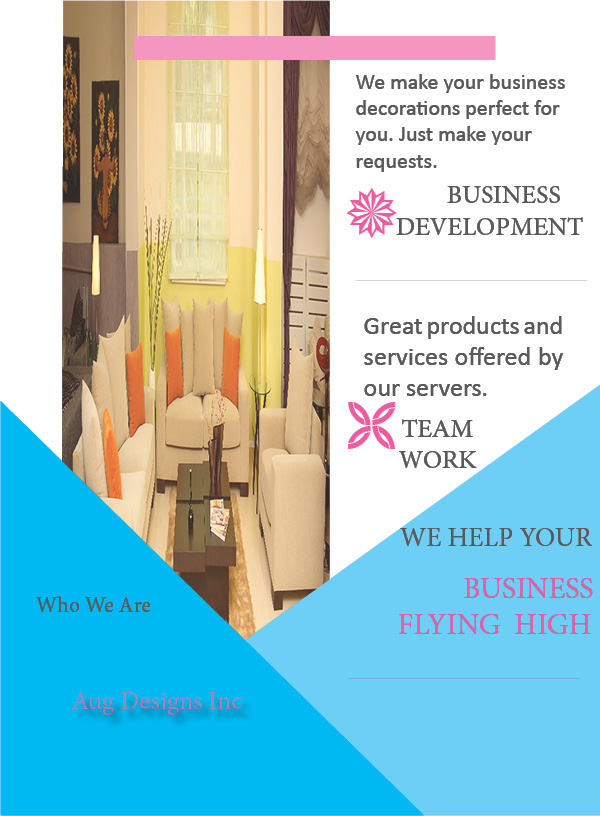 We make your business
decorations perfect for
you. Just make your
requests.
BUSINESS
DEVELOPMENT
Great products and
services offered by
our servers.
TEAM
WORK
WE HELP YOUR
BUSINESS
FLYING HIGH
Who We Are
Aug Designs Inc